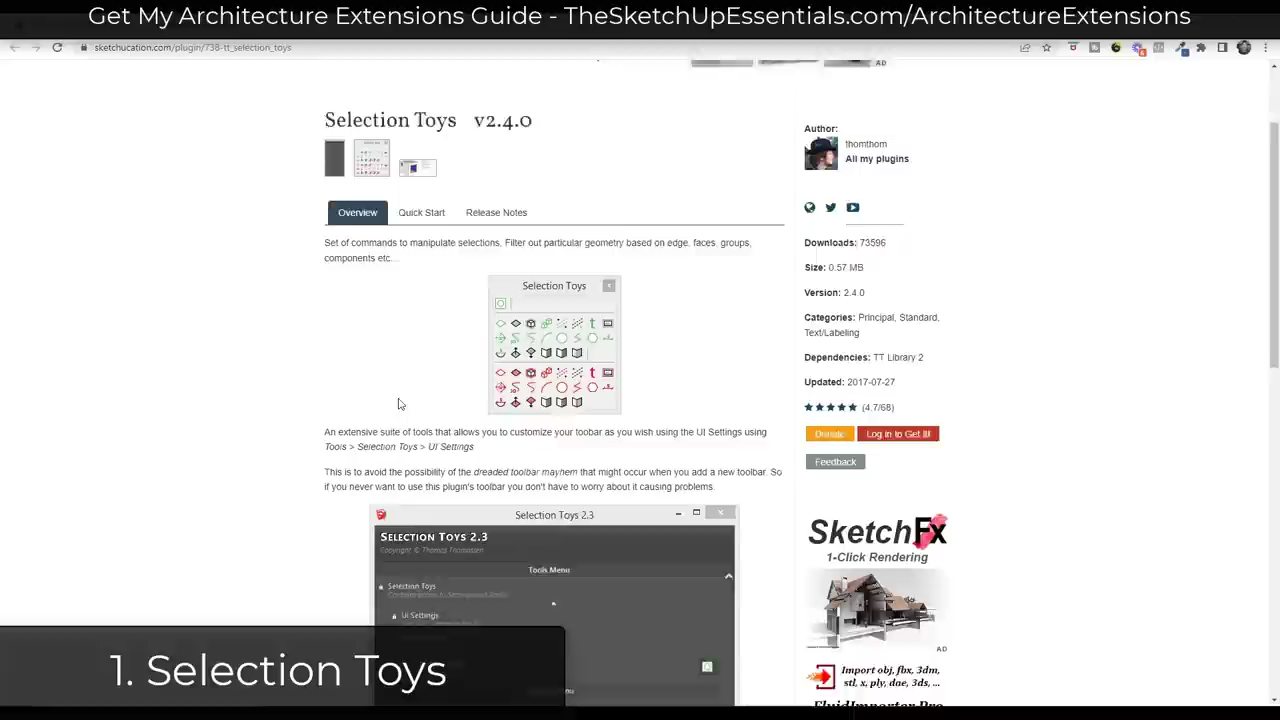 Get My Architecture Extensions Guide - TheSketchUpEssentials.com/ArchitectureExtensions
sketchucation.com/plugin/738-tt_selection_toys
AD
Selection Toys v2.4.0
Overview
Quick Start
Release Notes
Set of commands to manipulate selections. Filter out particular geometry based on edge, faces, groups,
components etc.
Selection Toys
An extensive suite of tools that allows you to customize your toobar as you wish using the UI Settings using
Tools > Selection Toys > UI Settings
This is to avoid the possibility of the dreaded toolbar mayhem that might occur when you add a new toolbar. So
if you never want to use this plugin's toolbar you don't have to worry about it causing problems.
Selection Toys 2.3
SELECTION TOYS 2.3
Copyright © Thomas Thomassen
Tools Menu
Selection Toys
UI Settings
Author:
thomthom
All my plugins
Downloads: 73596
Size: 0.57 MB
Version: 2.4.0
Categories: Principal, Standard,
Text/Labeling
Dependencies: TT Library 2
Updated: 2017-07-27
(4.7/68)
Donate
Log in to Get it!
Feedback
SketchFx
1-Click Rendering
AD
Import obj, fbx, 3dm,
stl, x, ply, dae, 3ds, ...
FluidImporter Pro
1. Selection Toys